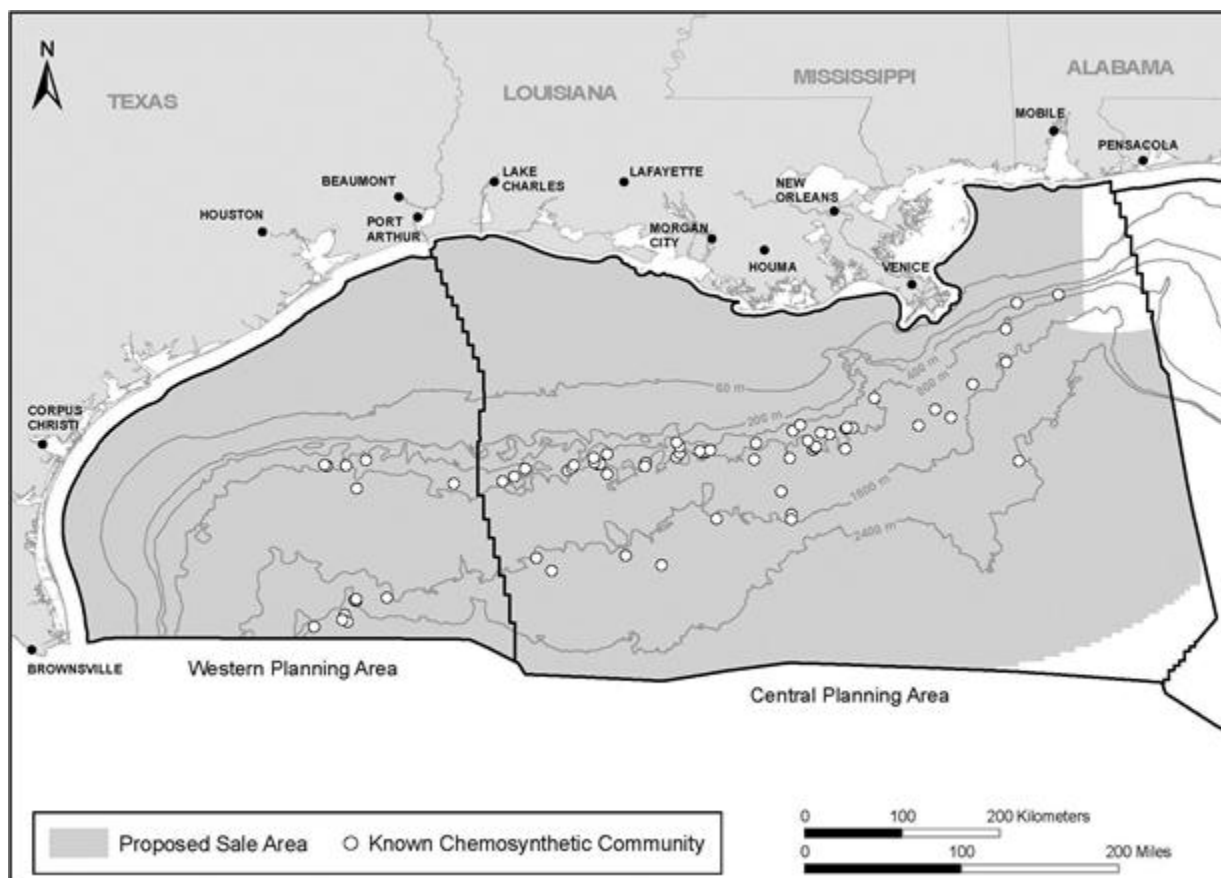 N
TEXAS
LOUISIANA
MISSISSIPPI
ALABAMA
MOBILE
PENSACOLA
BEAUMONT
LAKE
CHARLES
LAFAYETTE
NEW
ORLEANS
HOUSTON
PORT
ARTHUR
MORGAN
CITY
HOUMA
VENICE
60 m
200 m
400 m
800 m
1600 m
2400 m
CORPUS
CHRISTI
BROWNSVILLE
Western Planning Area
Central Planning Area
Proposed Sale Area
Known Chemosynthetic Community
0 100 200 Kilometers
0 100 200 Miles